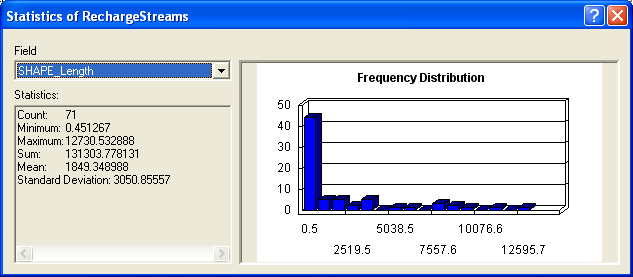 Statistics of RechargeStreams
Field
SHAPE_Length
Statistics:
Count: 71
Minimum: 0.451267
Maximum: 12730.532888
Sum: 131303.778131
Mean: 1849.348988
Standard Deviation: 3050.85557
Frequency Distribution
50
40
30
20
10
0
0.5 5038.5 10076.6
2519.5 7557.6 12595.7